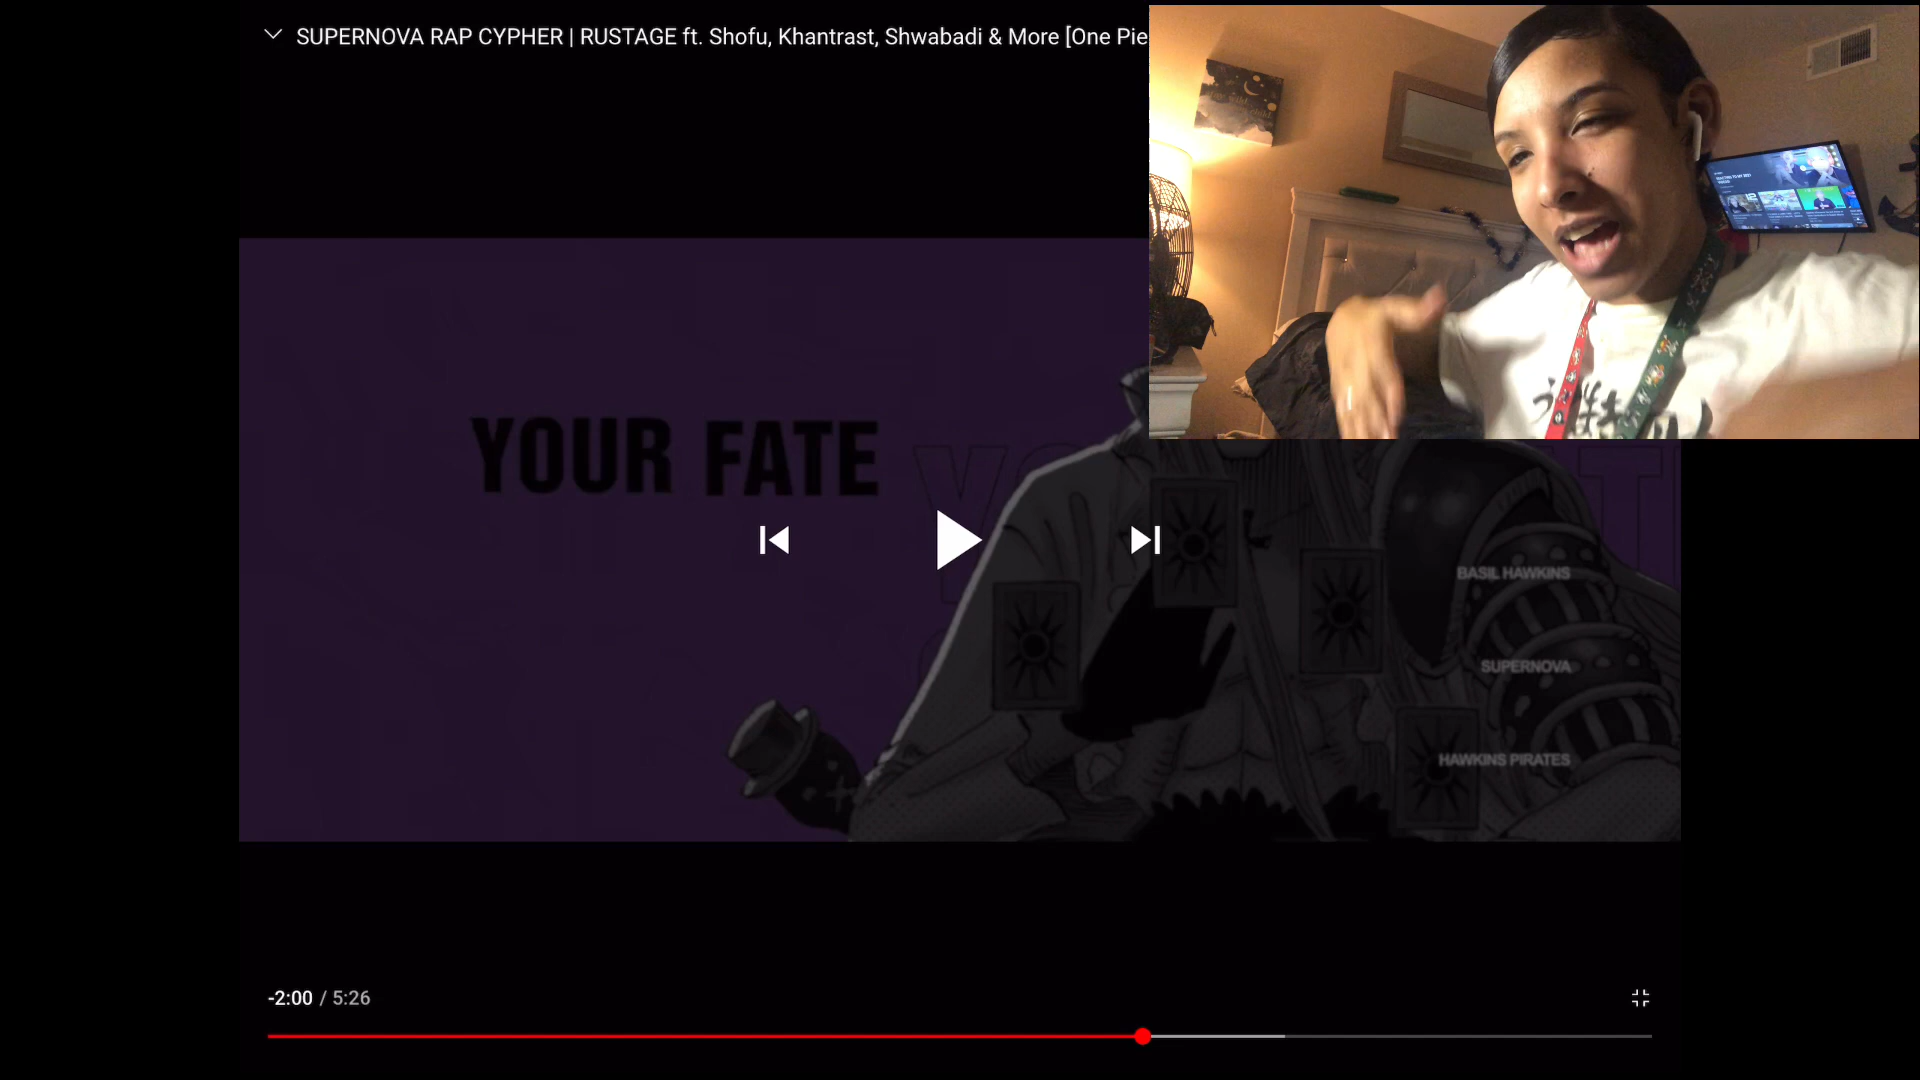 SUPERNOVA RAP CYPHER | RUSTAGE ft. Shofu, Khantrast, Shwabadi & More [One Pie
YOUR FATE
BASIL HAWKINS
SUPERNOVA
HAWKINS PIRATES
-2:00 / 5:26